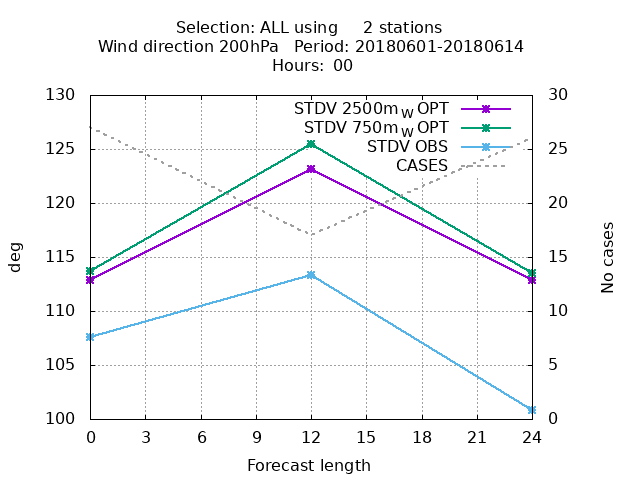 Selection: ALL using     2 stations
Wind direction 200hPa   Period: 20180601-20180614
Hours:  00
130
125
120
115
110
105
100
deg
30
25
20
15
10
5
0
No cases
STDV 2500m_W OPT
STDV 750m_W OPT
STDV OBS
CASES
0 3 6 9 12 15 18 21 24
Forecast length